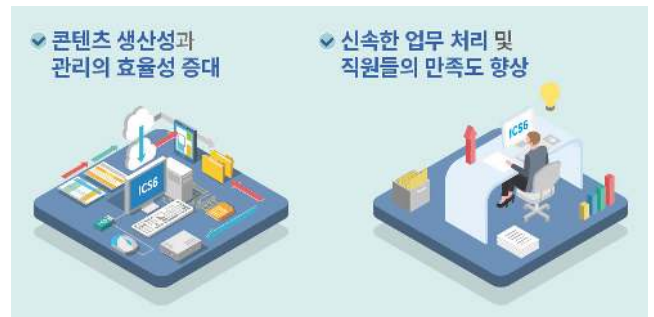 콘텐츠 생산성과
관리의 효율성 증대
신속한 업무 처리 및
직원들의 만족도 향상
ICS6
ICS6